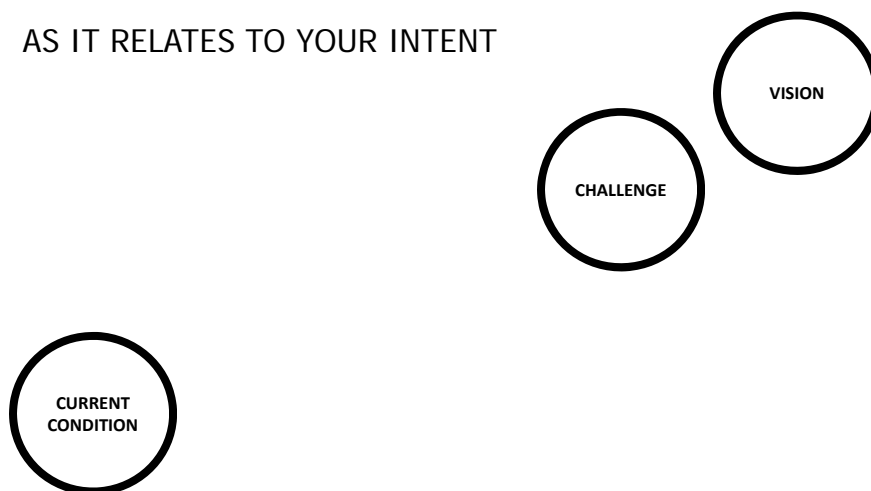 AS IT RELATES TO YOUR INTENT
VISION
CHALLENGE
CURRENT
CONDITION